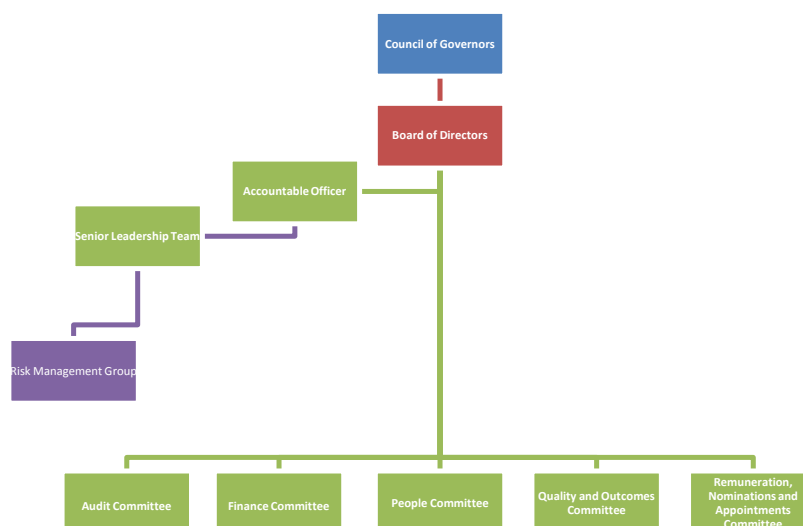 Council of Governors
Board of Directors
Accountable Officer
Senior Leadership Team
Risk Management Group
Audit Committee
Finance Committee
People Committee
Quality and Outcomes
Committee
Remuneration,
Nominations and
Appointments
Committee